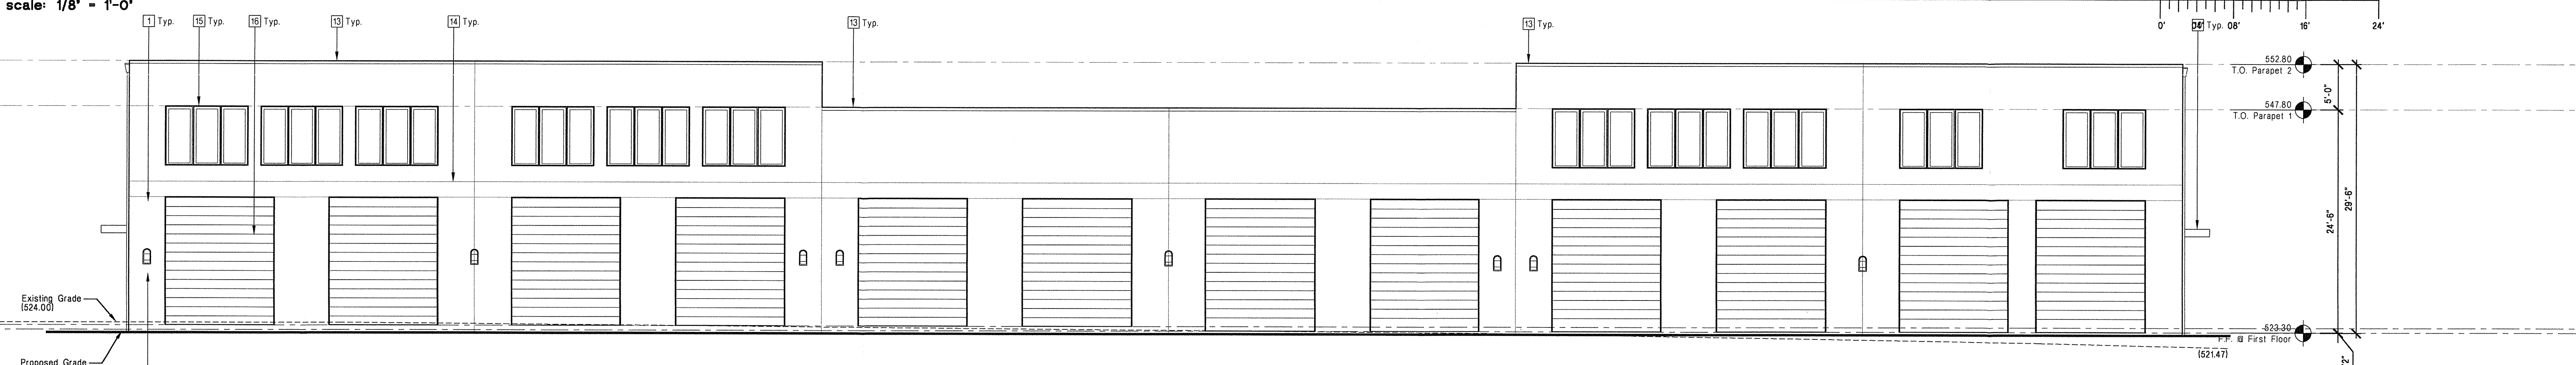 scale: 1/8" = 1'-0"
1 Typ.
15 Typ.
16 Typ.
13 Typ.
14 Typ.
13 Typ.
13 Typ.
Typ.
0' 08' 16' 24'
552.80
T.O. Parapet 2
547.80
T.O. Parapet 1
5'-0"
24'-6"
29'-6"
Existing Grade
(524.00)
Proposed Grade
523.30
F.F. @ First Floor
(521.47)
2"